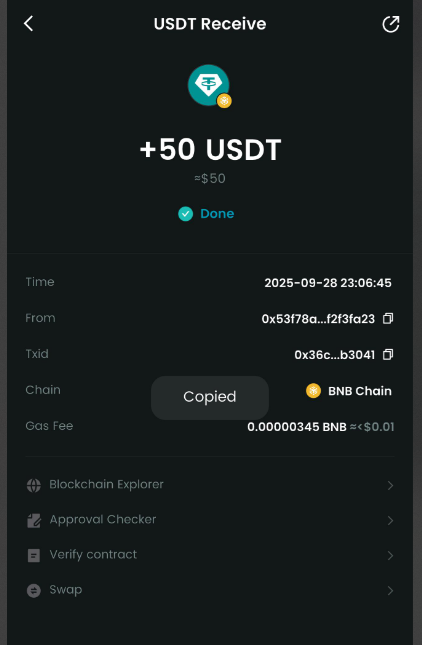 USDT Receive
+50 USDT
≈$50
Done
Time 2025-09-28 23:06:45
From 0x53f78a...f2f3fa23
Txid 0x36c...b3041
Chain BNB Chain
Copied
Gas Fee 0.00000345 BNB ≈<$0.01
Blockchain Explorer
Approval Checker
Verify contract
Swap